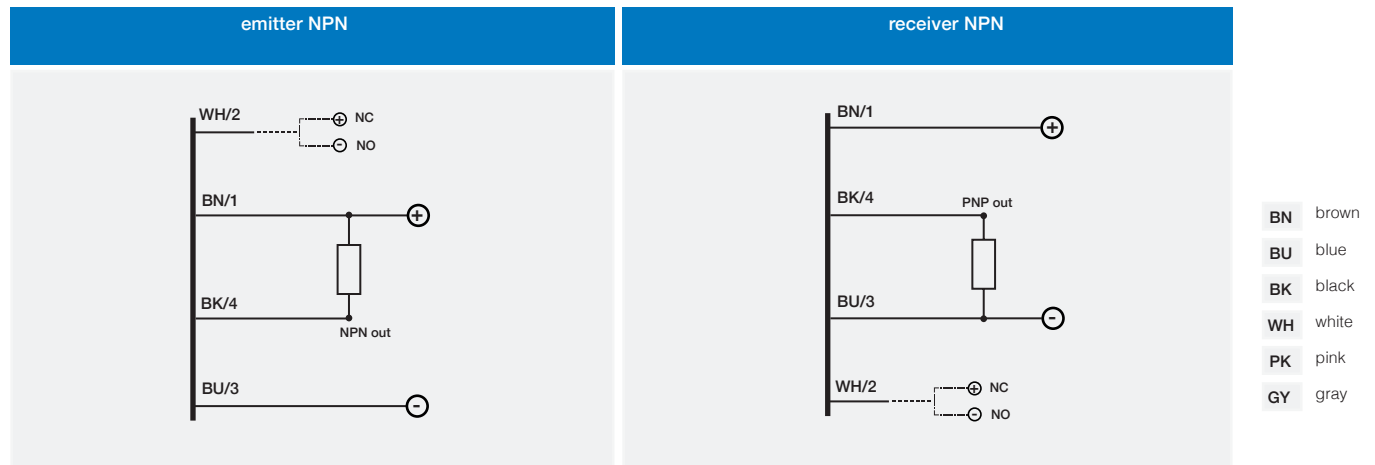 emitter NPN
WH/2
+ NC
- NO
BN/1
+
BK/4
NPN out
BU/3
-
receiver NPN
BN/1
+
BK/4
PNP out
BU/3
-
WH/2
+ NC
- NO
BN brown
BU blue
BK black
WH white
PK pink
GY gray